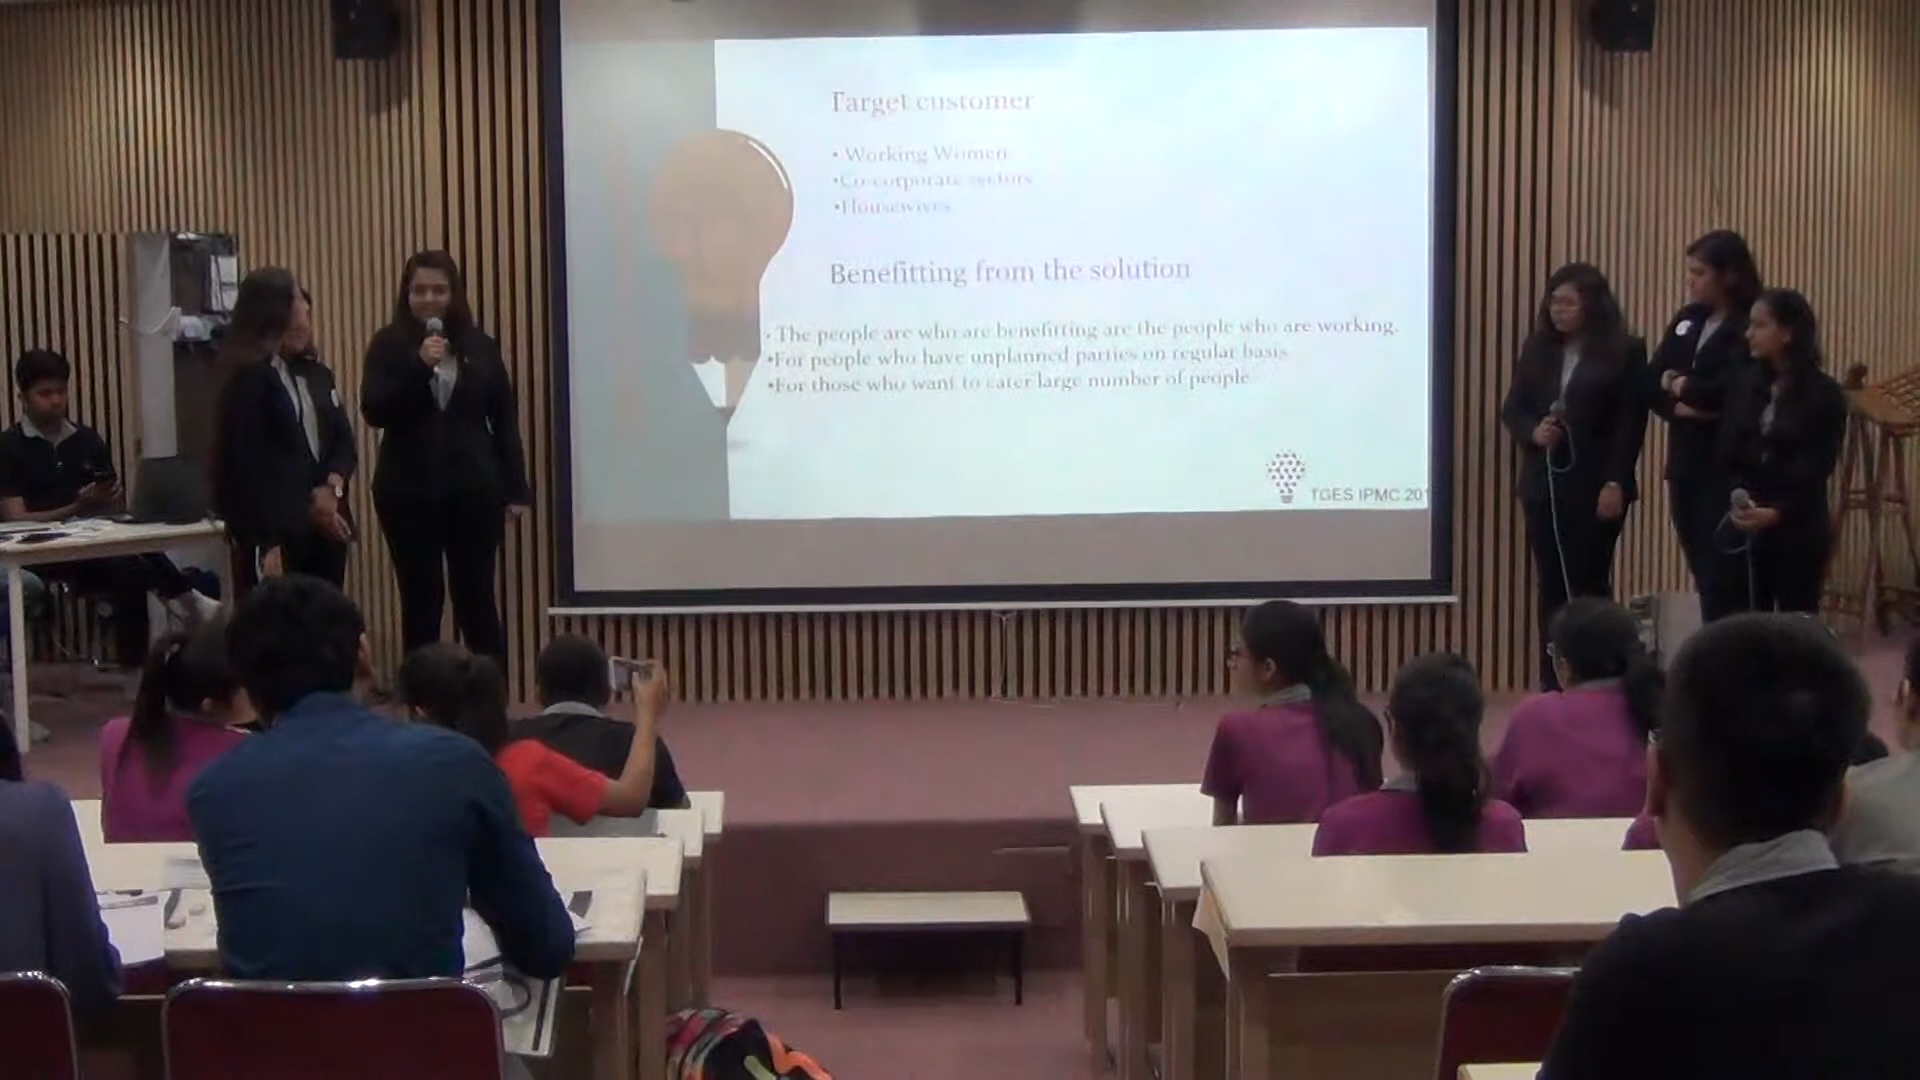 Target customer
• Working Women
•Co-corporate sectors
•Housewives
Benefitting from the solution
• The people are who are benefitting are the people who are working.
•For people who have unplanned parties on regular basis
•For those who want to cater large number of people
TGES IPMC 201